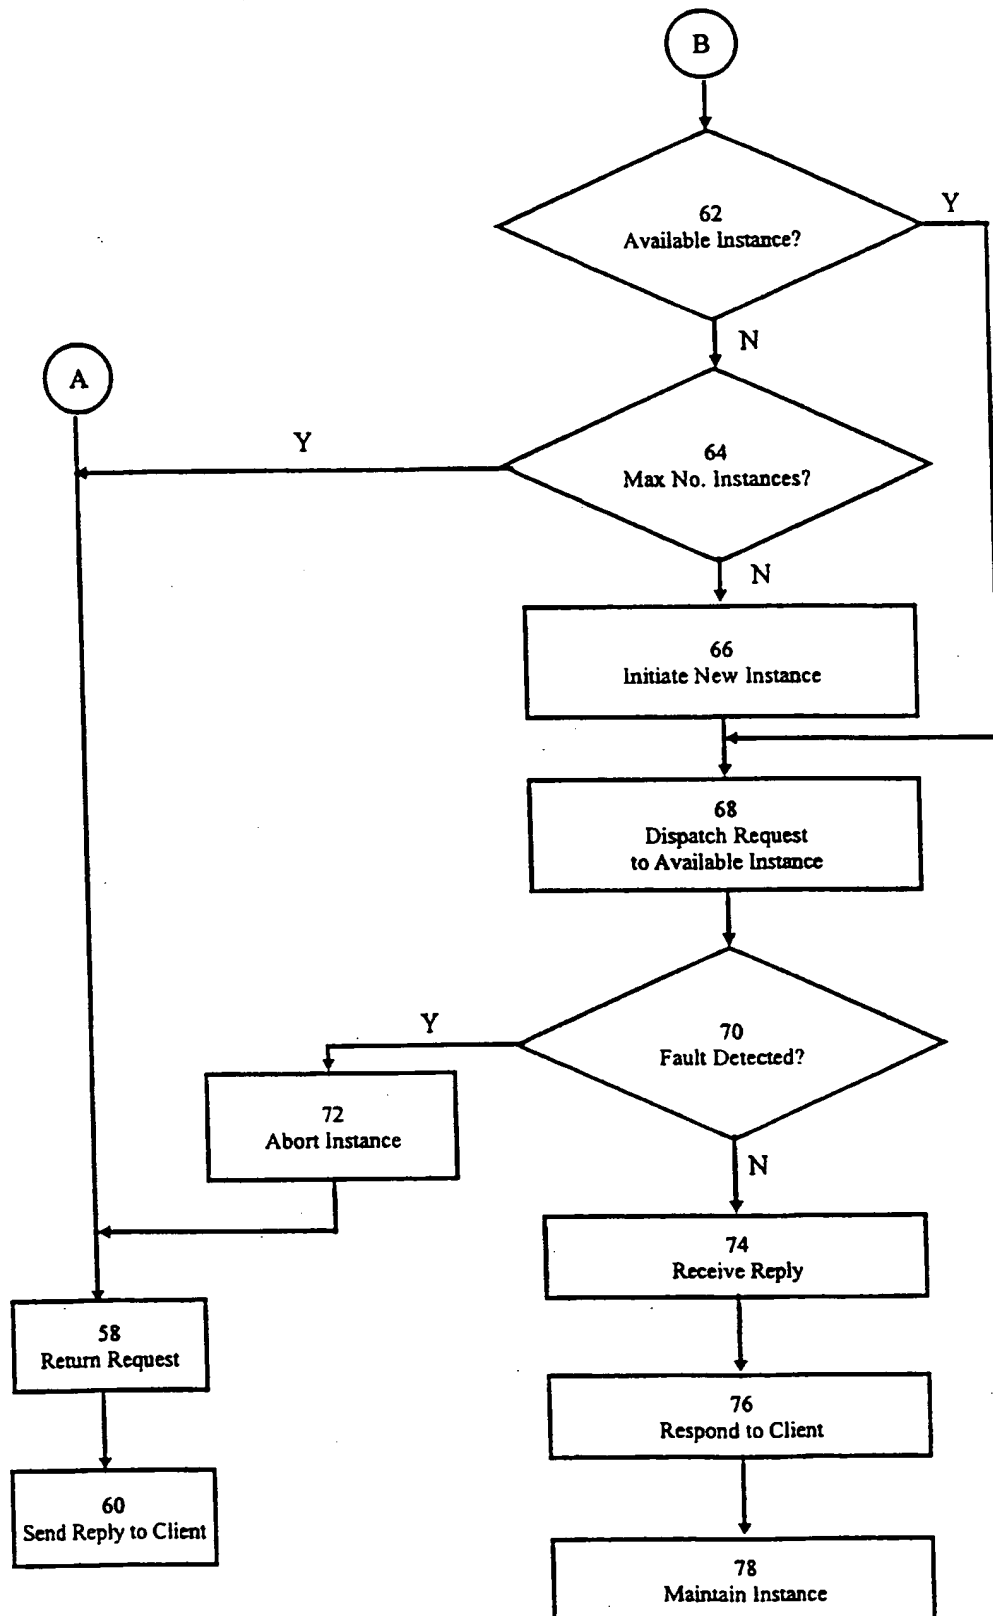 B
62
Available Instance?
Y
N
A
Y
64
Max No. Instances?
N
66
Initiate New Instance
68
Dispatch Request
to Available Instance
Y
70
Fault Detected?
72
Abort Instance
N
74
Receive Reply
58
Return Request
76
Respond to Client
60
Send Reply to Client
78
Maintain Instance